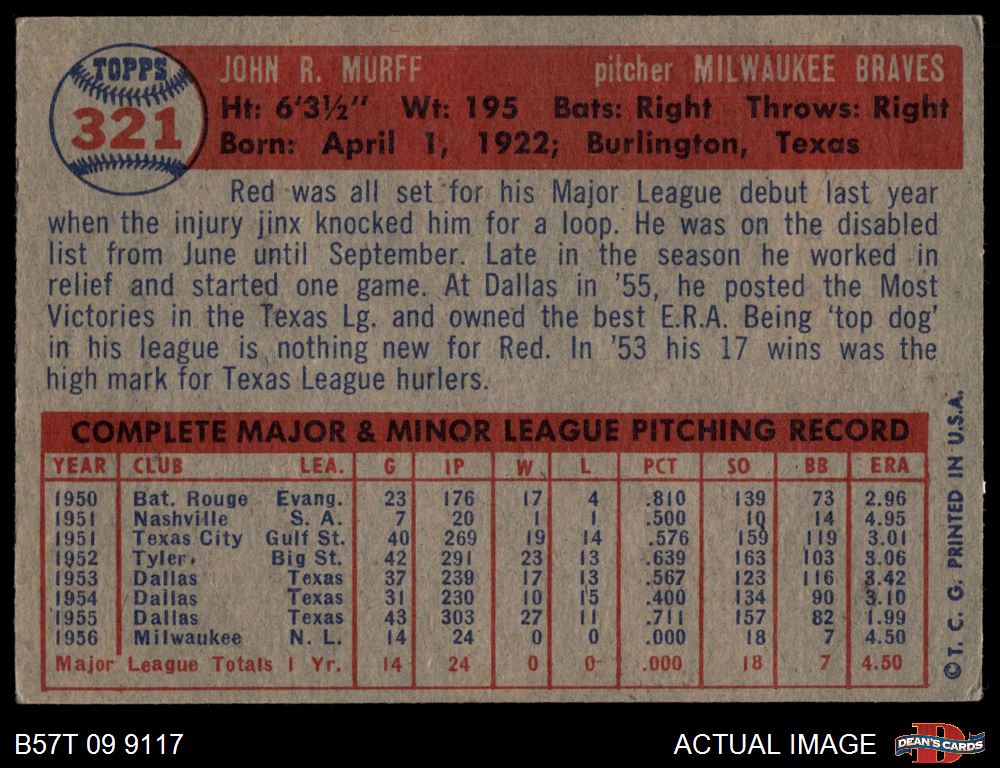 TOPPS
321
JOHN R. MURFF pitcher MILWAUKEE BRAVES
Ht: 6'3½" Wt: 195 Bats: Right Throws: Right
Born: April 1, 1922; Burlington, Texas
Red was all set for his Major League debut last year
when the injury jinx knocked him for a loop. He was on the disabled
list from June until September. Late in the season he worked in
relief and started one game. At Dallas in '55, he posted the Most
Victories in the Texas Lg. and owned the best E.R.A. Being 'top dog'
in his league is nothing new for Red. In '53 his 17 wins was the
high mark for Texas League hurlers.
COMPLETE MAJOR & MINOR LEAGUE PITCHING RECORD
YEAR CLUB LEA. G IP W L PCT SO BB ERA
1950 Bat. Rouge Evang. 23 176 17 4 .810 139 73 2.96
1951 Nashville S. A. 7 20 1 1 .500 10 14 4.95
1951 Texas City Gulf St. 40 269 19 14 .576 159 119 3.01
1952 Tyler Big St. 42 291 23 13 .639 163 103 3.06
1953 Dallas Texas 37 239 17 13 .567 123 116 3.42
1954 Dallas Texas 31 230 10 15 .400 134 90 3.10
1955 Dallas Texas 43 303 27 11 .711 157 82 1.99
1956 Milwaukee N. L. 14 24 0 0 .000 18 7 4.50
Major League Totals 1 Yr. 14 24 0 0 .000 18 7 4.50
©T. C. G. PRINTED IN U.S.A.
B57T 09 9117 ACTUAL IMAGE
DEAN'S CARDS